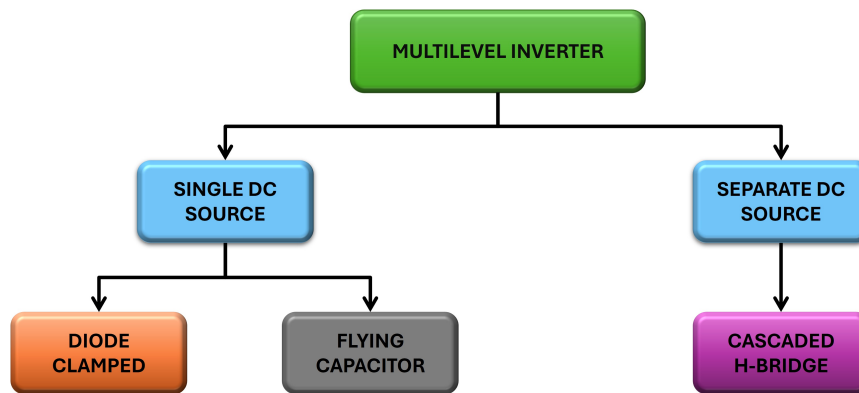 MULTILEVEL INVERTER
SINGLE DC
SOURCE
SEPARATE DC
SOURCE
DIODE
CLAMPED
FLYING
CAPACITOR
CASCADED
H-BRIDGE